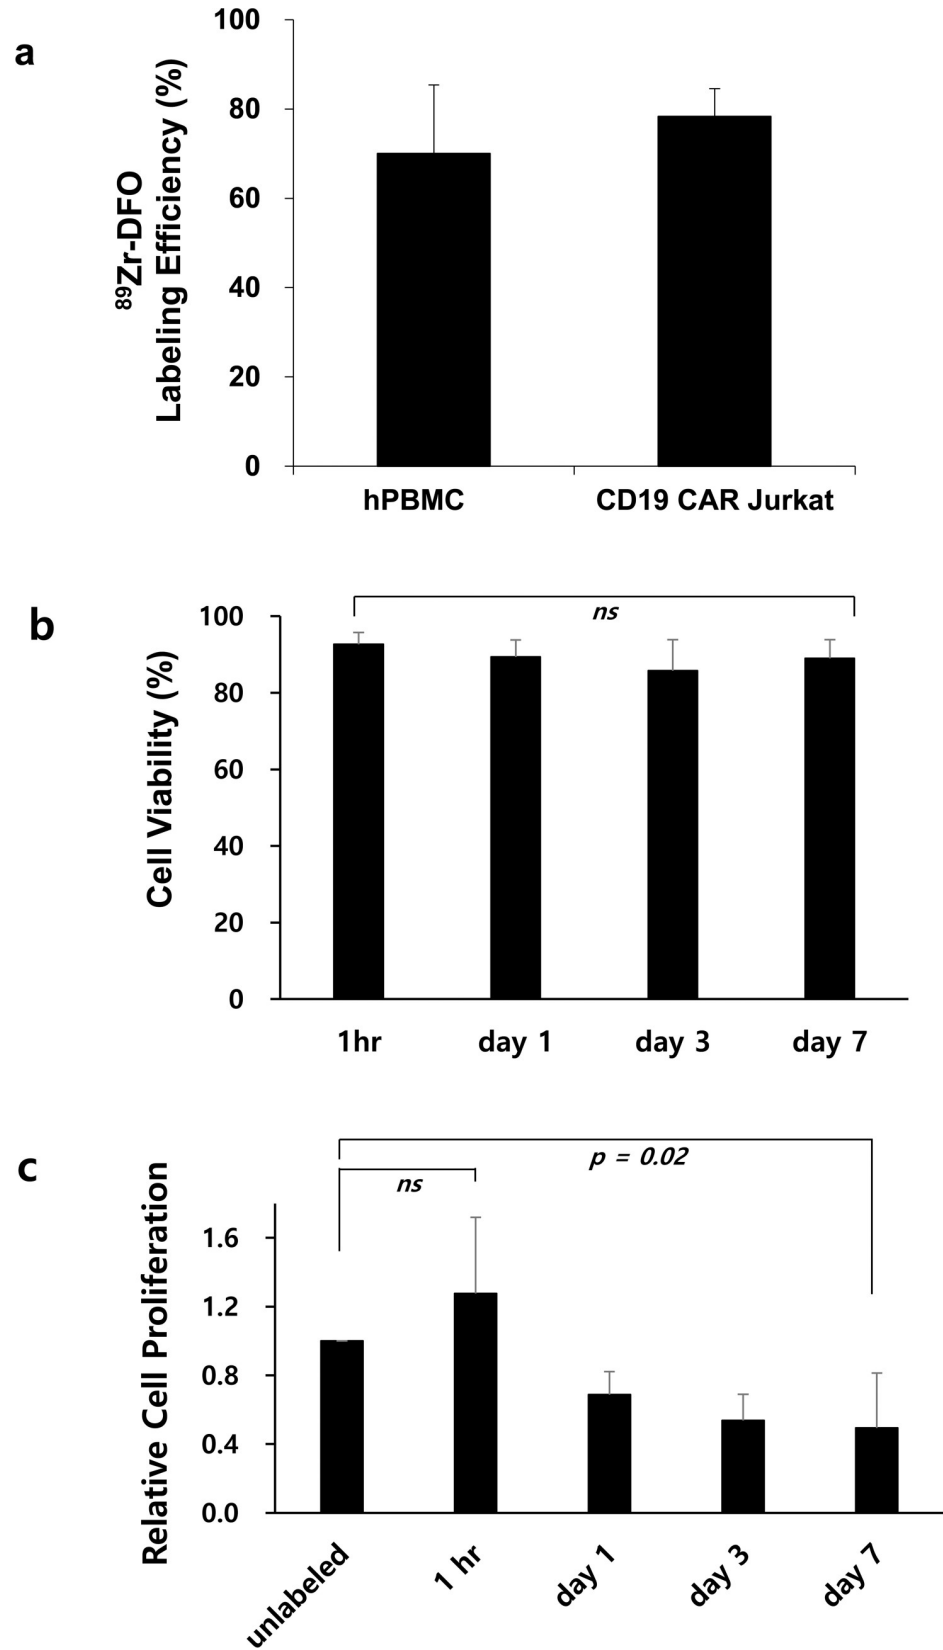 a
⁸⁹Zr-DFO
Labeling Efficiency (%)
100
80
60
40
20
0
hPBMC
CD19 CAR Jurkat
b
Cell Viability (%)
ns
100
80
60
40
20
0
1hr
day 1
day 3
day 7
c
Relative Cell Proliferation
p = 0.02
ns
1.6
1.2
0.8
0.4
0.0
unlabeled
1 hr
day 1
day 3
day 7